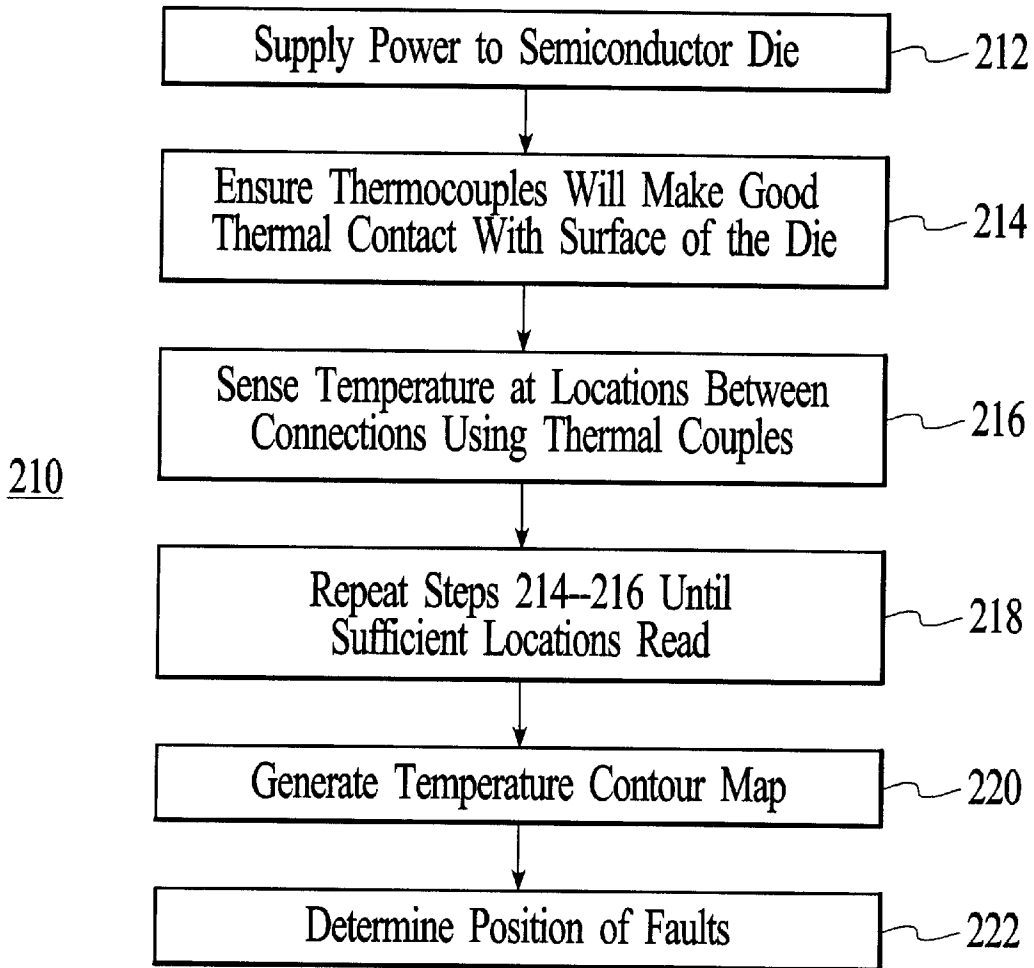 Supply Power to Semiconductor Die
212
Ensure Thermocouples Will Make Good
Thermal Contact With Surface of the Die
214
Sense Temperature at Locations Between
Connections Using Thermal Couples
216
210
Repeat Steps 214--216 Until
Sufficient Locations Read
218
Generate Temperature Contour Map
220
Determine Position of Faults
222